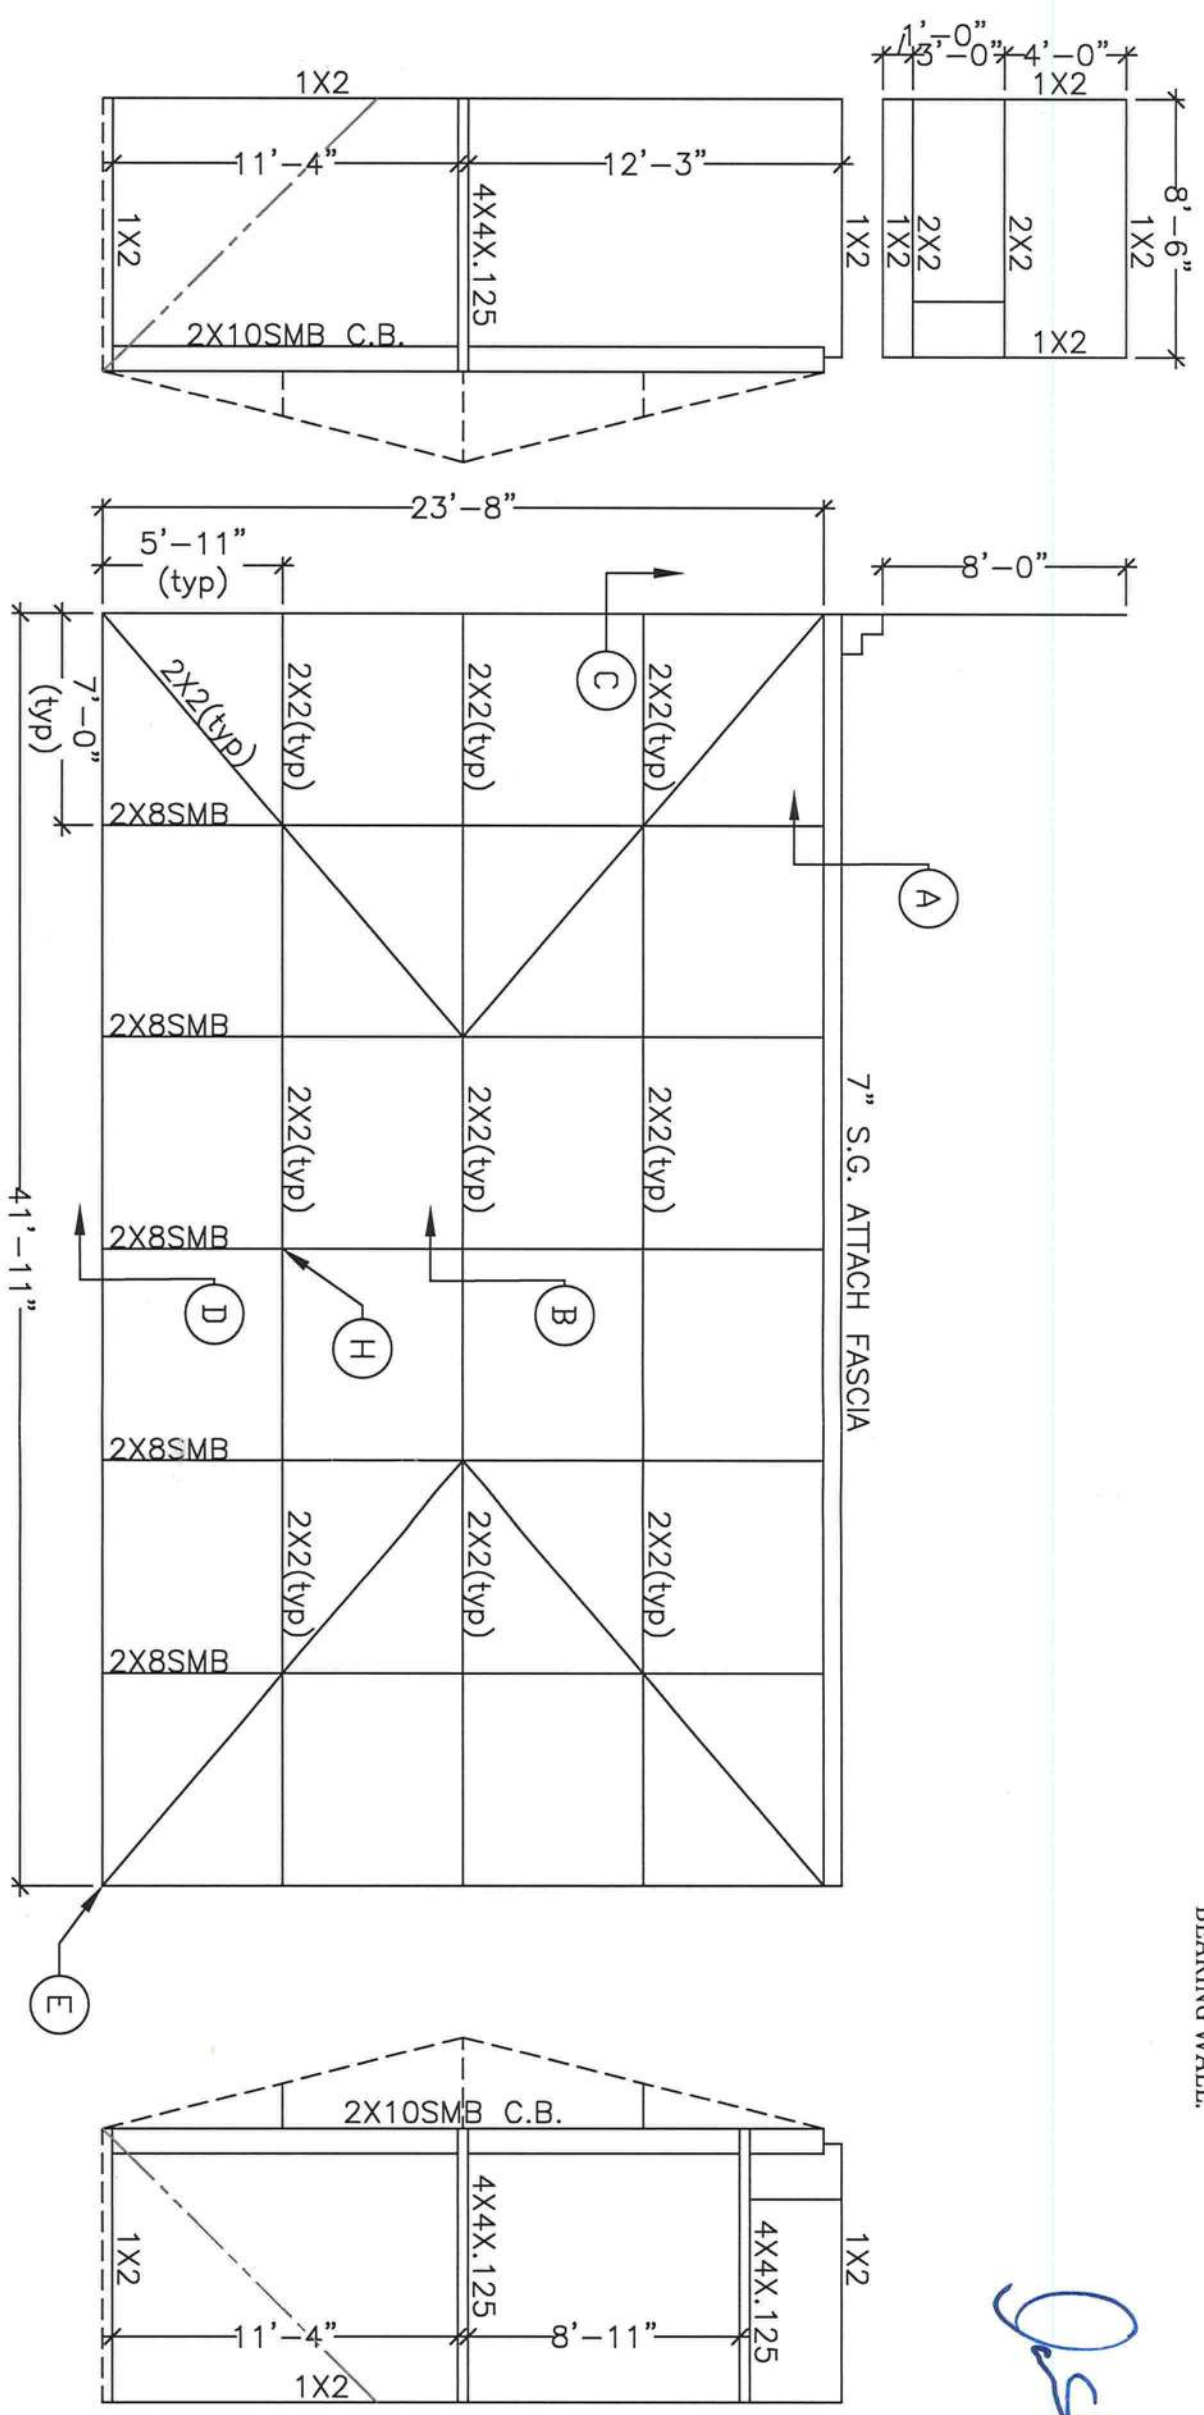 1'-0"
3'-0" 4'-0"
1X2
1X2
11'-4" 12'-3"
8'-6"
1X2
4X4X.125
1X2
1X2
2X2
2X2
1X2
2X10SMB C.B.
1X2
23'-8"
5'-11"
(typ)
8'-0"
C
2X2(typ)
2X2(typ)
2X2(typ)
2X2(typ)
7'-0"
(typ)
2X8SMB
A
2X8SMB
7" S.G. ATTACH FASCIA
2X2(typ)
2X2(typ)
2X2(typ)
41'-11"
2X8SMB
D
B
H
2X8SMB
2X2(typ)
2X2(typ)
2X2(typ)
2X8SMB
E
BEARING WALL.
2X10SMB C.B.
1X2
4X4X.125
4X4X.125
1X2
11'-4" 8'-11"
1X2